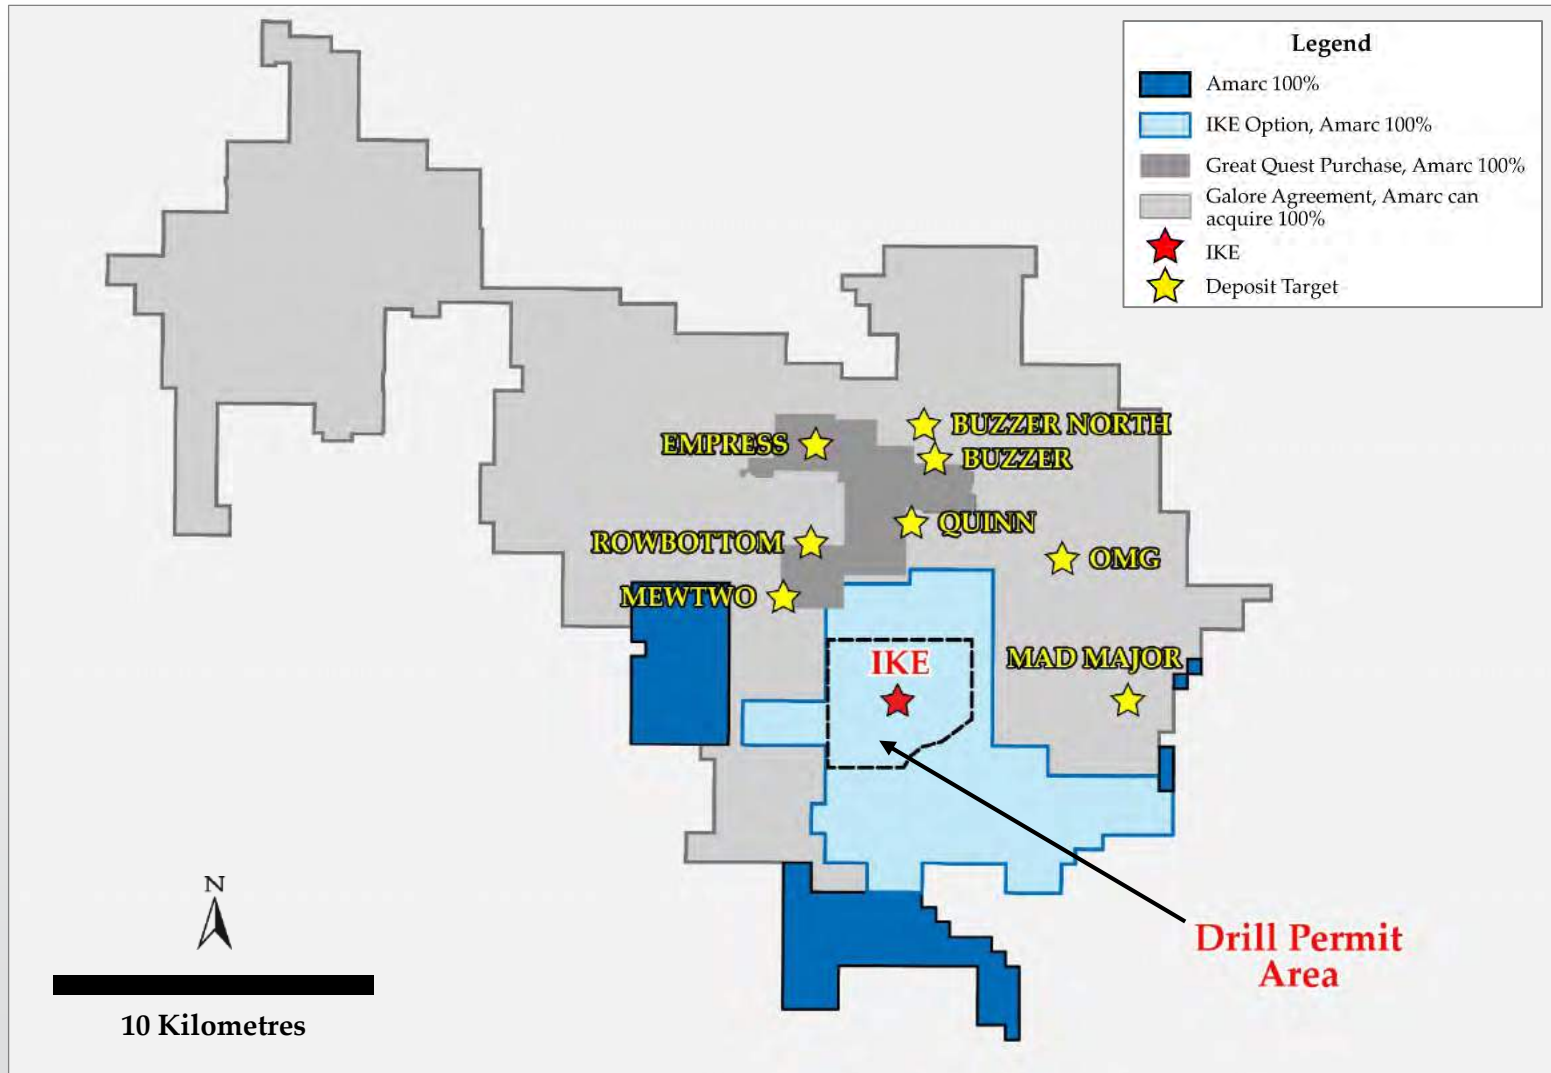 Legend
Amarc 100%
IKE Option, Amarc 100%
Great Quest Purchase, Amarc 100%
Galore Agreement, Amarc can
acquire 100%
IKE
Deposit Target
BUZZER NORTH
EMPRESS
BUZZER
QUINN
ROWBOTTOM
OMG
MEWTWO
IKE
MAD MAJOR
N
Drill Permit
Area
10 Kilometres